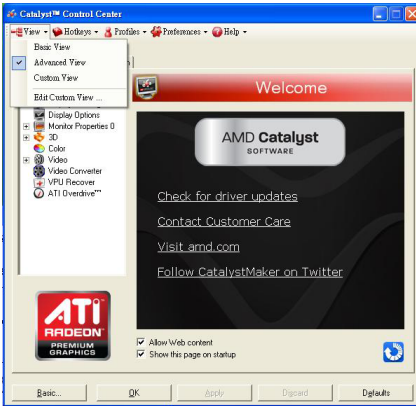 Catalyst™ Control Center
View Hotkeys Profiles Preferences Help
Basic View
Advanced View
Custom View
Edit Custom View ...
Welcome
Display Options
Monitor Properties 0
3D
Color
Video
Video Converter
VPU Recover
ATI Overdrive™
AMD Catalyst
SOFTWARE
Check for driver updates
Contact Customer Care
Visit amd.com
Follow CatalystMaker on Twitter
ATI
RADEON
PREMIUM
GRAPHICS
Allow Web content
Show this page on startup
Basic... OK Apply Discard Defaults